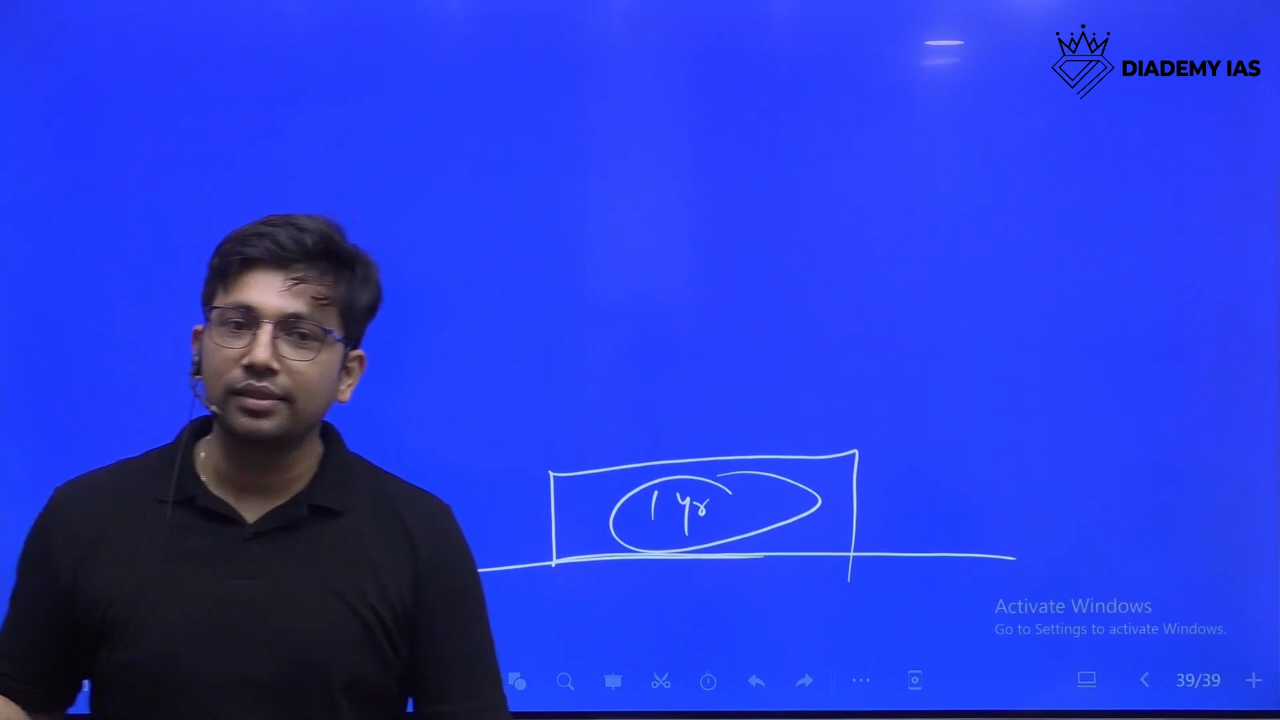 DIADEMY IAS
1 yr
Activate Windows
Go to Settings to activate Windows.
39/39